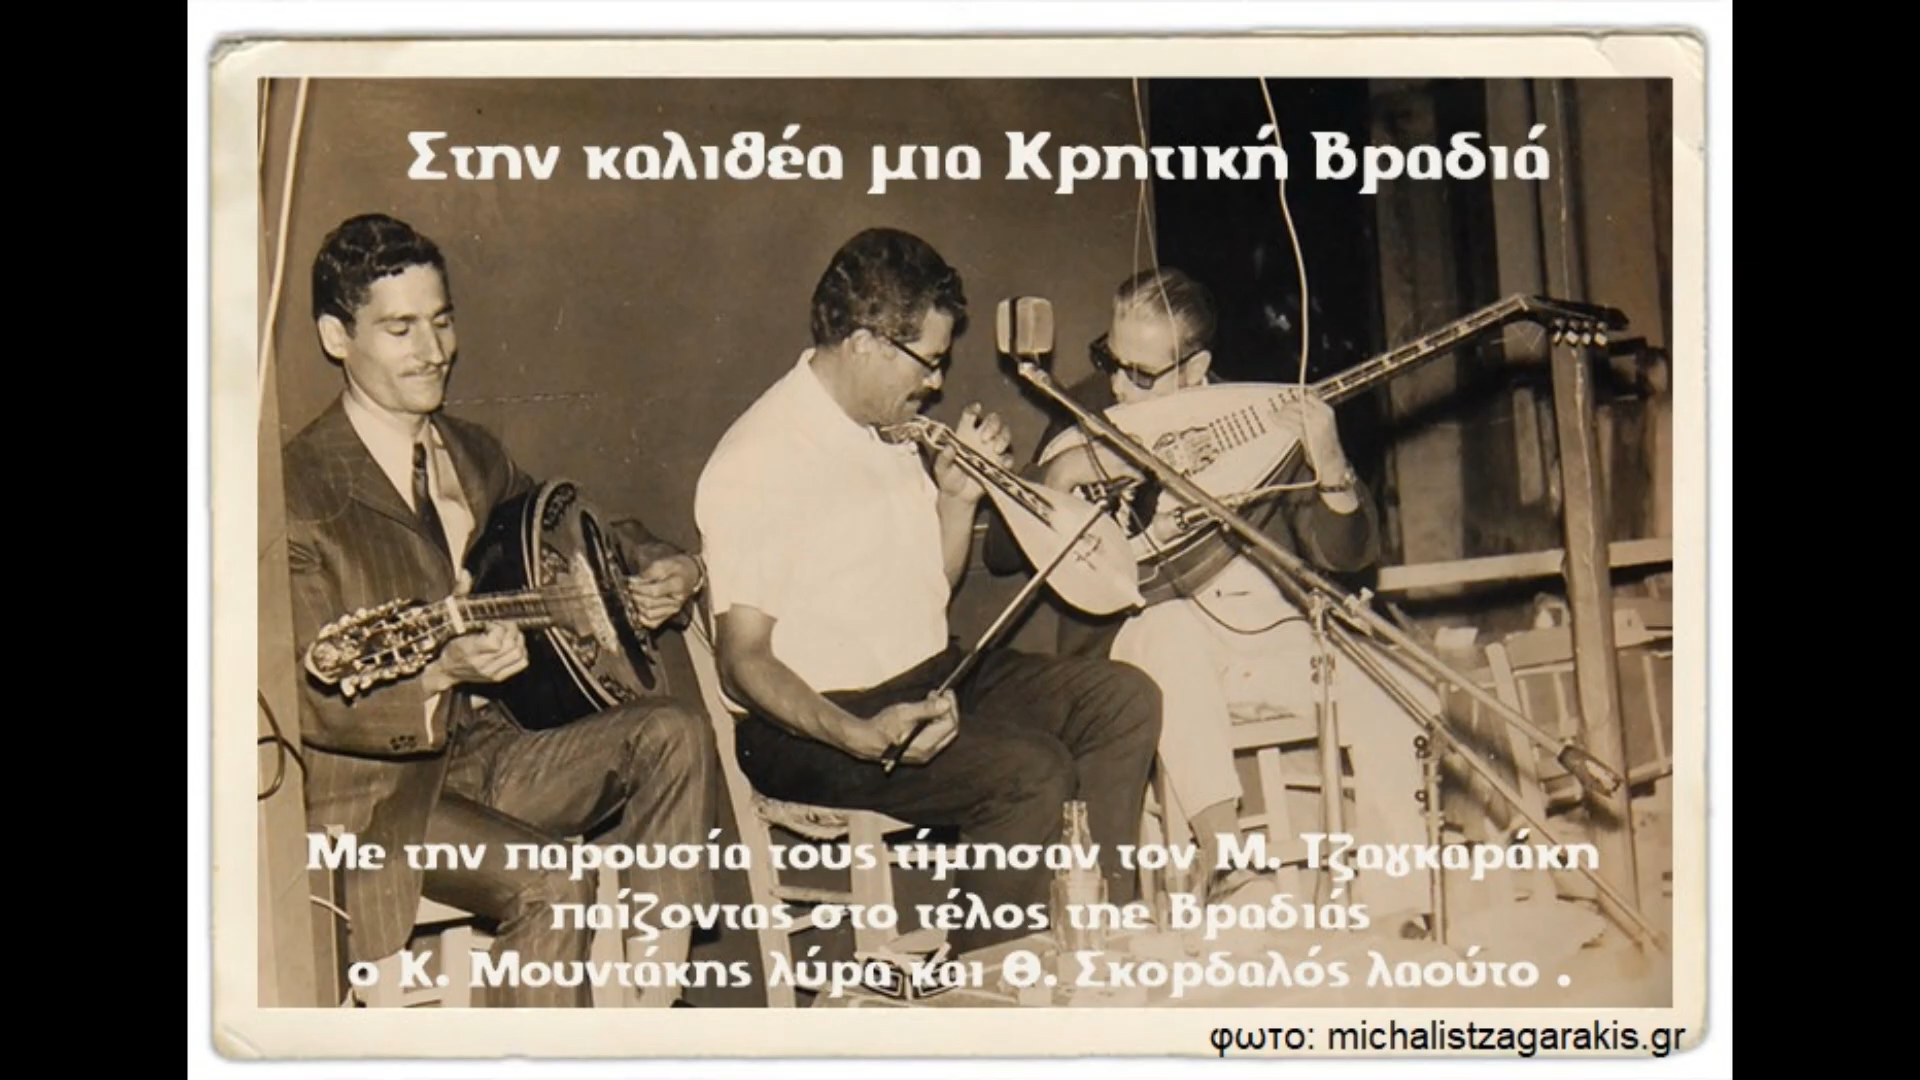 Στην καλιθέα μια Κρητική Βραδιά
Με την παρουσία τους τίμησαν τον Μ. Τζαγκαράκη
παίζοντας στο τέλος τηε Βραδιάς
ο Κ. Μουντάκης λύρα και Θ. Σκορδαλός λαούτο .
φωτο: michalistzagarakis.gr